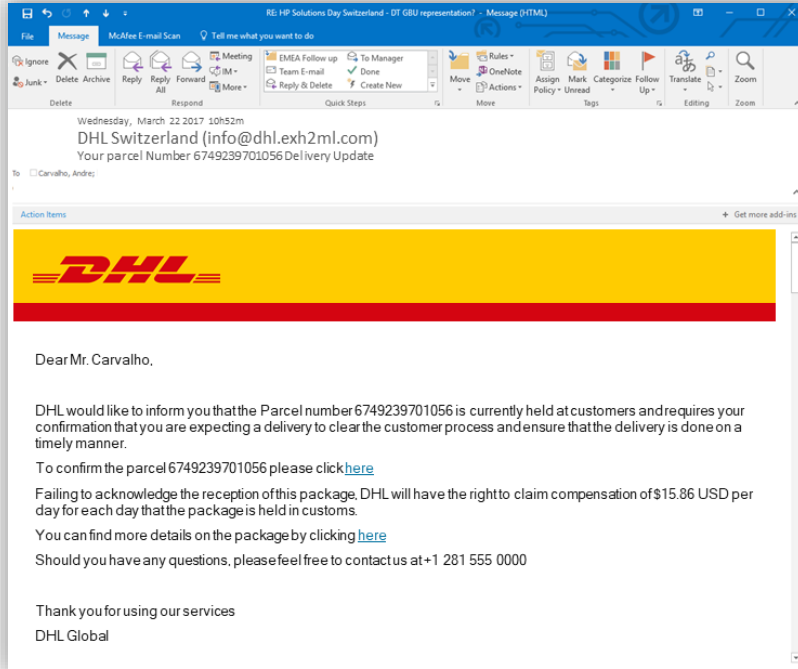 RE: HP Solutions Day Switzerland - DT GBU representation? - Message (HTML)
File Message McAfee E-mail Scan Tell me what you want to do
Ignore
Junk
Delete
Archive
Reply
Reply All
Forward
Meeting
IM
More
EMEA Follow up
Team E-mail
Reply & Delete
To Manager
Done
Create New
Move
Rules
OneNote
Actions
Assign Policy
Mark Unread
Categorize
Follow Up
Translate
Zoom
Delete Respond Quick Steps Move Tags Editing Zoom
Wednesday, March 22 2017 10h52m
DHL Switzerland (info@dhl.exh2ml.com)
Your parcel Number 6749239701056 Delivery Update
To Carvalho, Andre;
Action Items + Get more add-ins
DHL
Dear Mr. Carvalho,
DHL would like to inform you that the Parcel number 6749239701056 is currently held at customers and requires your
confirmation that you are expecting a delivery to clear the customer process and ensure that the delivery is done on a
timely manner.
To confirm the parcel 6749239701056 please click here
Failing to acknowledge the reception of this package, DHL will have the right to claim compensation of $15.86 USD per
day for each day that the package is held in customs.
You can find more details on the package by clicking here
Should you have any questions, please feel free to contact us at +1 281 555 0000
Thank you for using our services
DHL Global